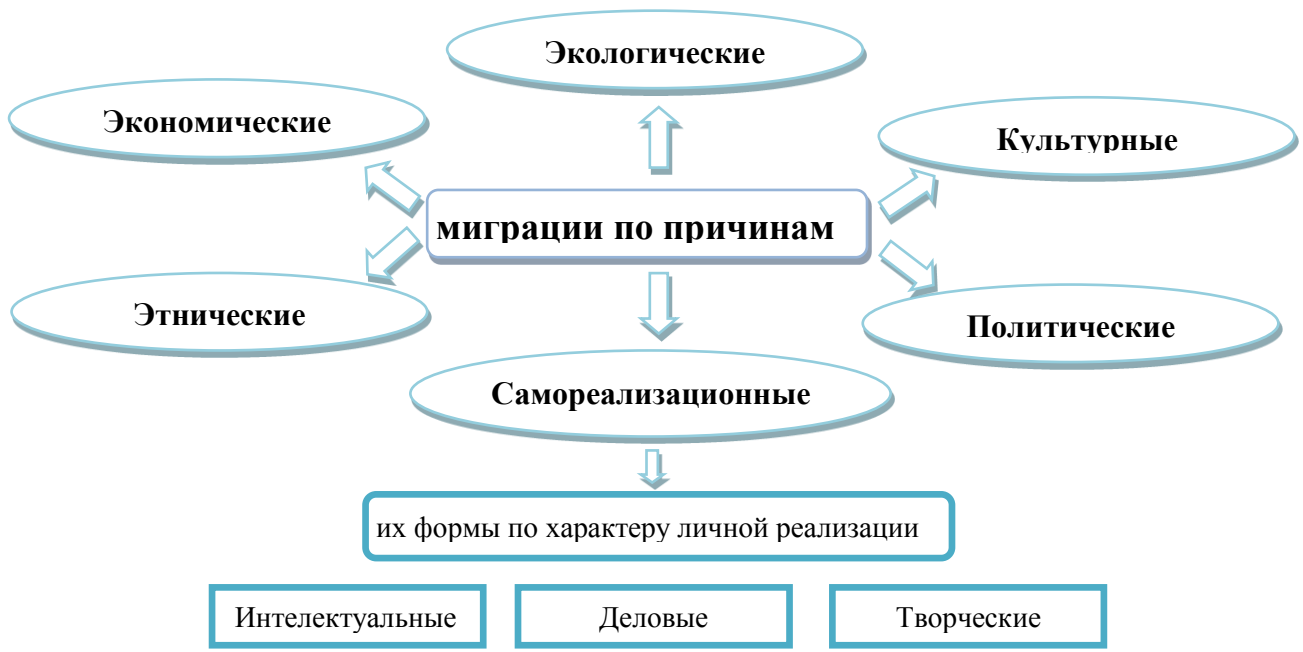 Экологические
Экономические
Культурные
миграции по причинам
Этнические
Политические
Самореализационные
их формы по характеру личной реализации
Интелектуальные
Деловые
Творческие